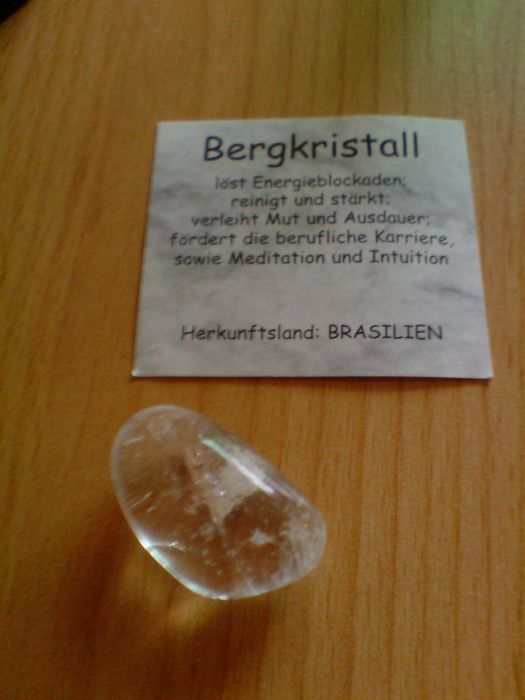 Bergkristall
löst Energieblockaden;
reinigt und stärkt;
verleiht Mut und Ausdauer;
fördert die berufliche Karriere,
sowie Meditation und Intuition
Herkunftsland: BRASILIEN